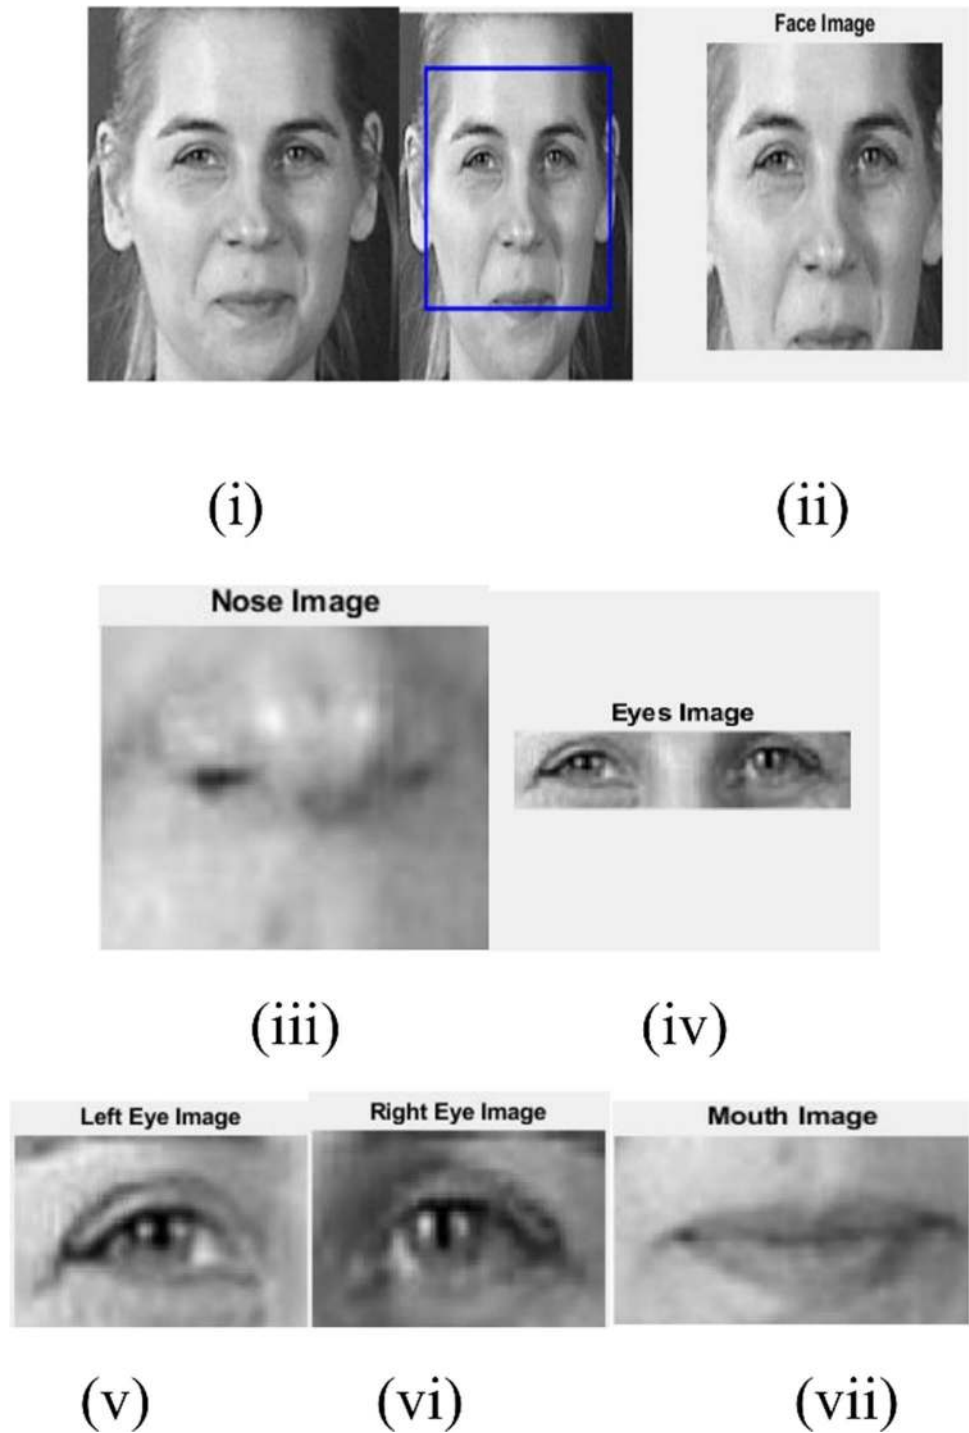 Face Image
(i)
(ii)
Nose Image
Eyes Image
(iii)
(iv)
Left Eye Image
Right Eye Image
Mouth Image
(v)
(vi)
(vii)